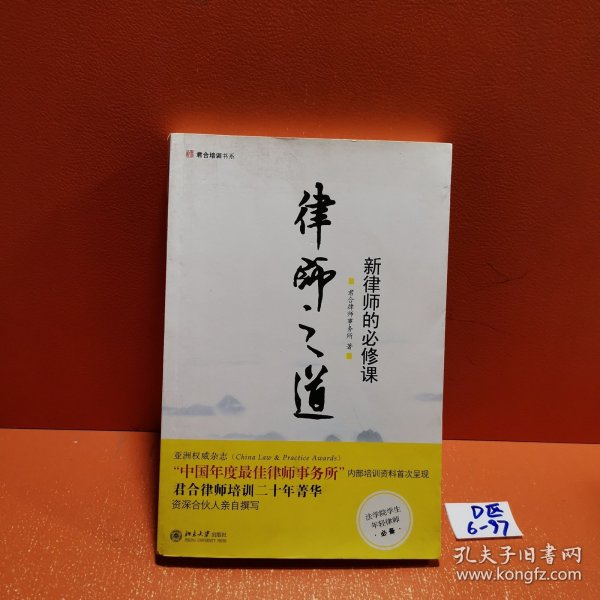 君合培训书系
律师之道
新律师的必修课
君合律师事务所 著
亚洲权威杂志（China Law & Practice Awards）
“中国年度最佳律师事务所”内部培训资料首次呈现
君合律师培训二十年菁华
资深合伙人亲自撰写
法学院学生
年轻律师
必备
北京大学出版社
D匹
6-97
孔夫子旧书网
www.kongfz.com